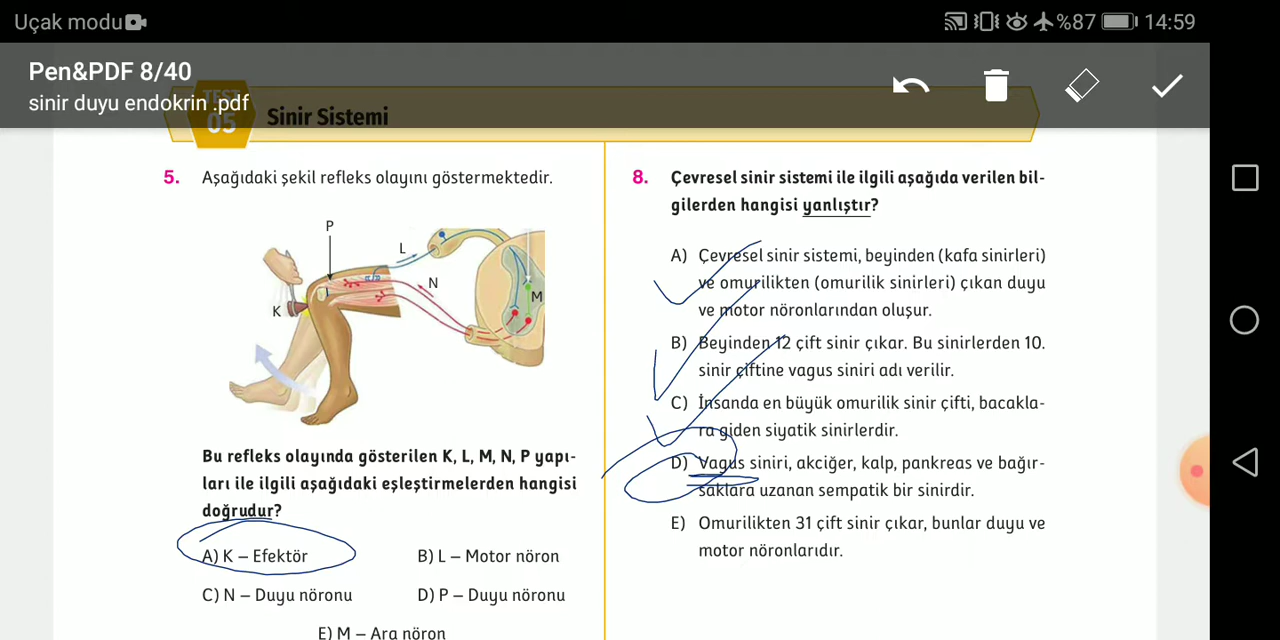 Uçak modu
%87 14:59
Pen&PDF 8/40
sinir duyu endokrin .pdf
TEST
05
Sinir Sistemi
5. Aşağıdaki şekil refleks olayını göstermektedir.
P
L
N
M
K
Bu refleks olayında gösterilen K, L, M, N, P yapı-
ları ile ilgili aşağıdaki eşleştirmelerden hangisi
doğrudur?
A) K – Efektör
B) L – Motor nöron
C) N – Duyu nöronu
D) P – Duyu nöronu
E) M – Ara nöron
8. Çevresel sinir sistemi ile ilgili aşağıda verilen bil-
gilerden hangisi yanlıştır?
A) Çevresel sinir sistemi, beyinden (kafa sinirleri)
ve omurilikten (omurilik sinirleri) çıkan duyu
ve motor nöronlarından oluşur.
B) Beyinden 12 çift sinir çıkar. Bu sinirlerden 10.
sinir çiftine vagus siniri adı verilir.
C) İnsanda en büyük omurilik sinir çifti, bacakla-
ra giden siyatik sinirlerdir.
D) Vagus siniri, akciğer, kalp, pankreas ve bağır-
saklara uzanan sempatik bir sinirdir.
E) Omurilikten 31 çift sinir çıkar, bunlar duyu ve
motor nöronlarıdır.